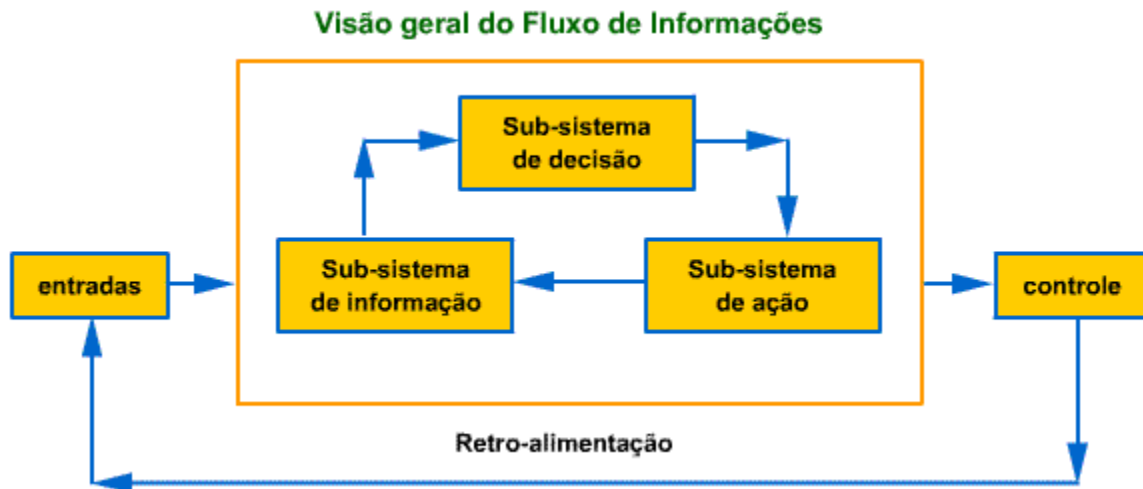 Visão geral do Fluxo de Informações
Sub-sistema
de decisão
entradas
Sub-sistema
de informação
Sub-sistema
de ação
controle
Retro-alimentação